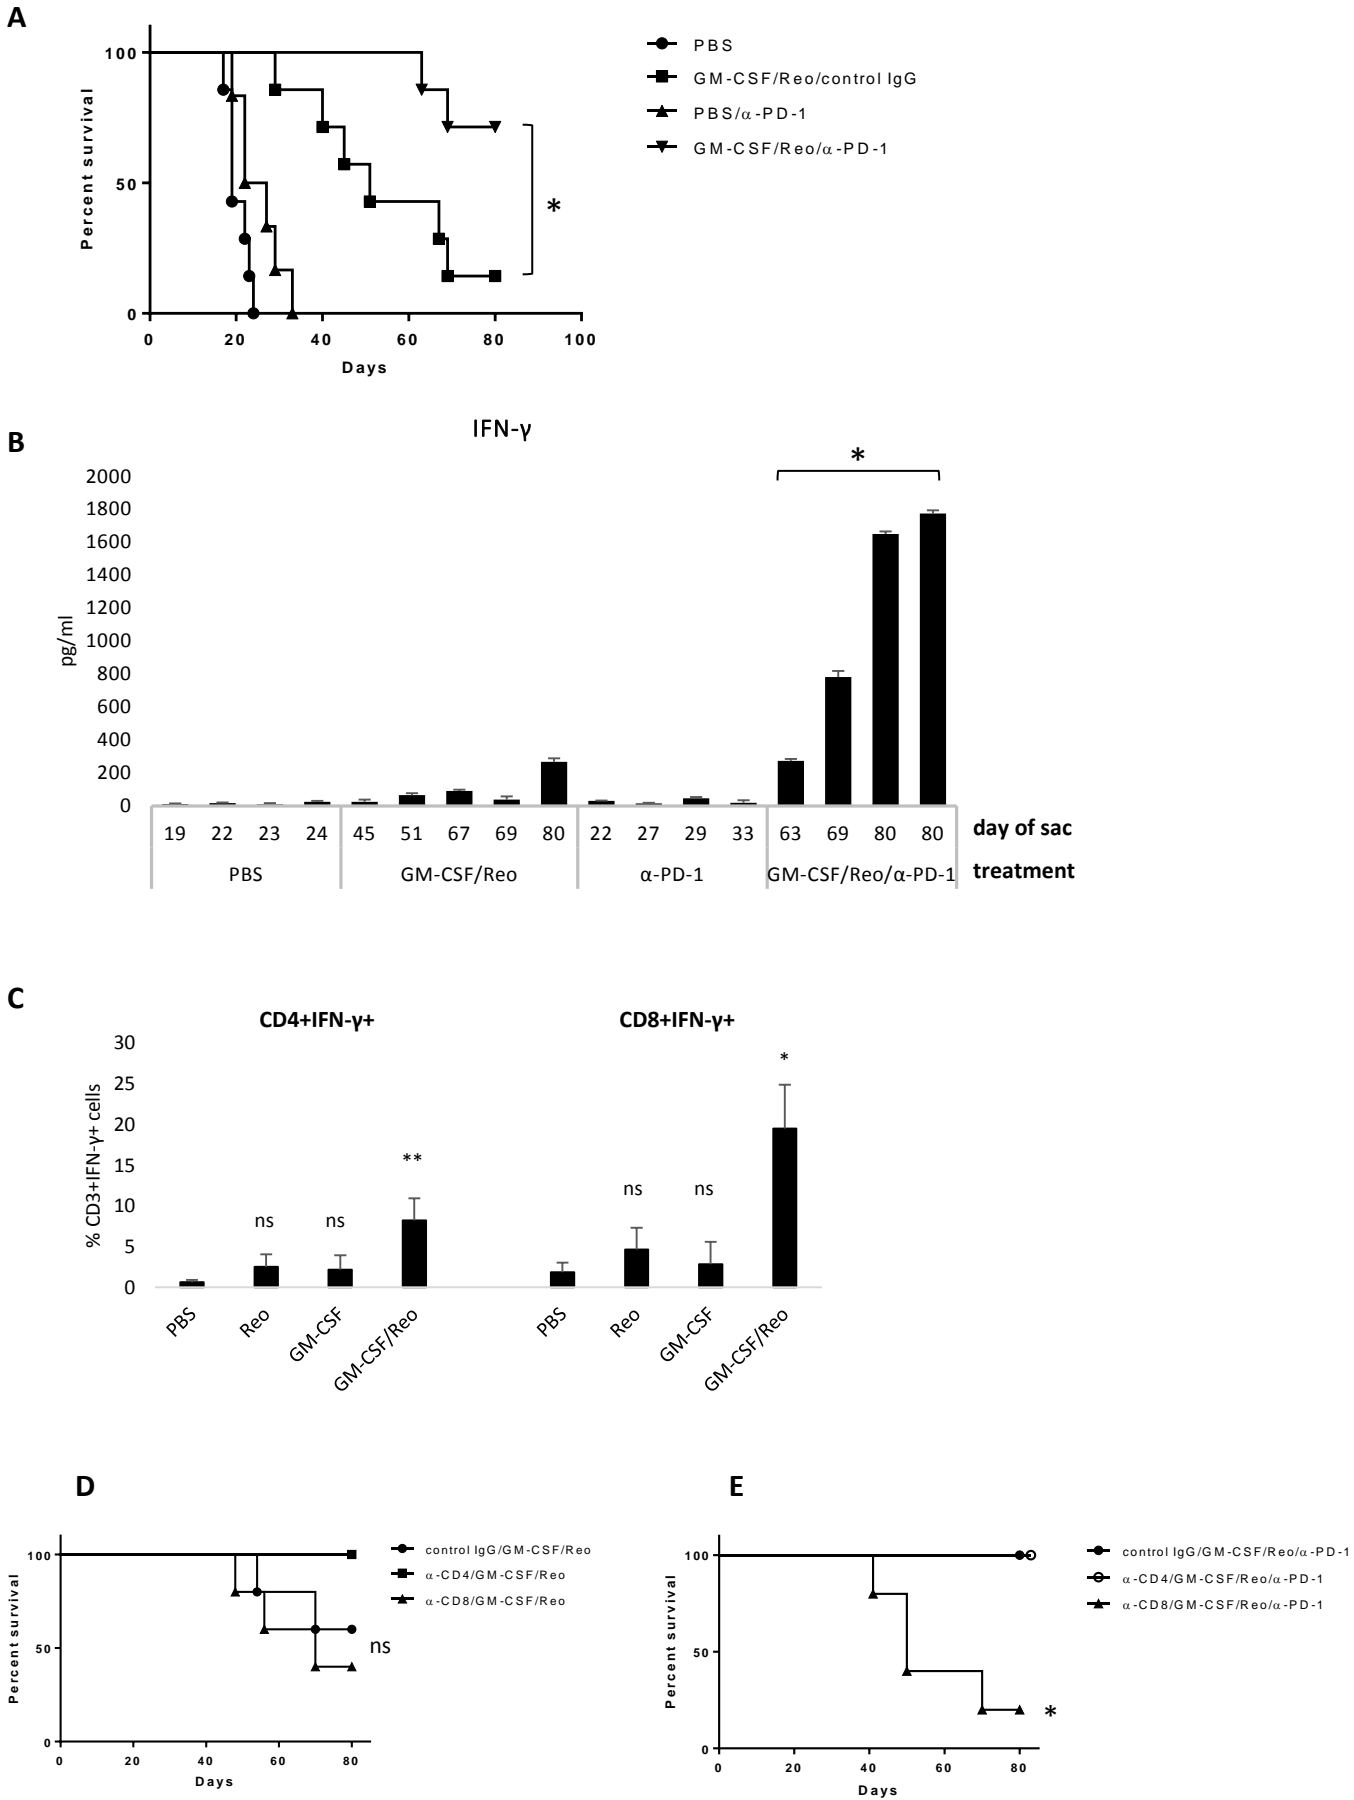 A
100
50
0
Percent survival
0 20 40 60 80 100
Days
PBS
GM-CSF/Reo/control IgG
PBS/α-PD-1
GM-CSF/Reo/α-PD-1
*
B
IFN-γ
*
2000
1800
1600
1400
1200
1000
800
600
400
200
0
pg/ml
19 22 23 24 45 51 67 69 80 22 27 29 33 63 69 80 80 day of sac
PBS GM-CSF/Reo α-PD-1 GM-CSF/Reo/α-PD-1 treatment
C
CD4+IFN-γ+ CD8+IFN-γ+
30
25
20
15
10
5
0
% CD3+IFN-γ+ cells
ns ns ** ns ns *
PBS Reo GM-CSF GM-CSF/Reo PBS Reo GM-CSF GM-CSF/Reo
D
100
50
0
Percent survival
0 20 40 60 80
Days
control IgG/GM-CSF/Reo
α-CD4/GM-CSF/Reo
α-CD8/GM-CSF/Reo
ns
E
100
50
0
Percent survival
0 20 40 60 80
Days
control IgG/GM-CSF/Reo/α-PD-1
α-CD4/GM-CSF/Reo/α-PD-1
α-CD8/GM-CSF/Reo/α-PD-1
*